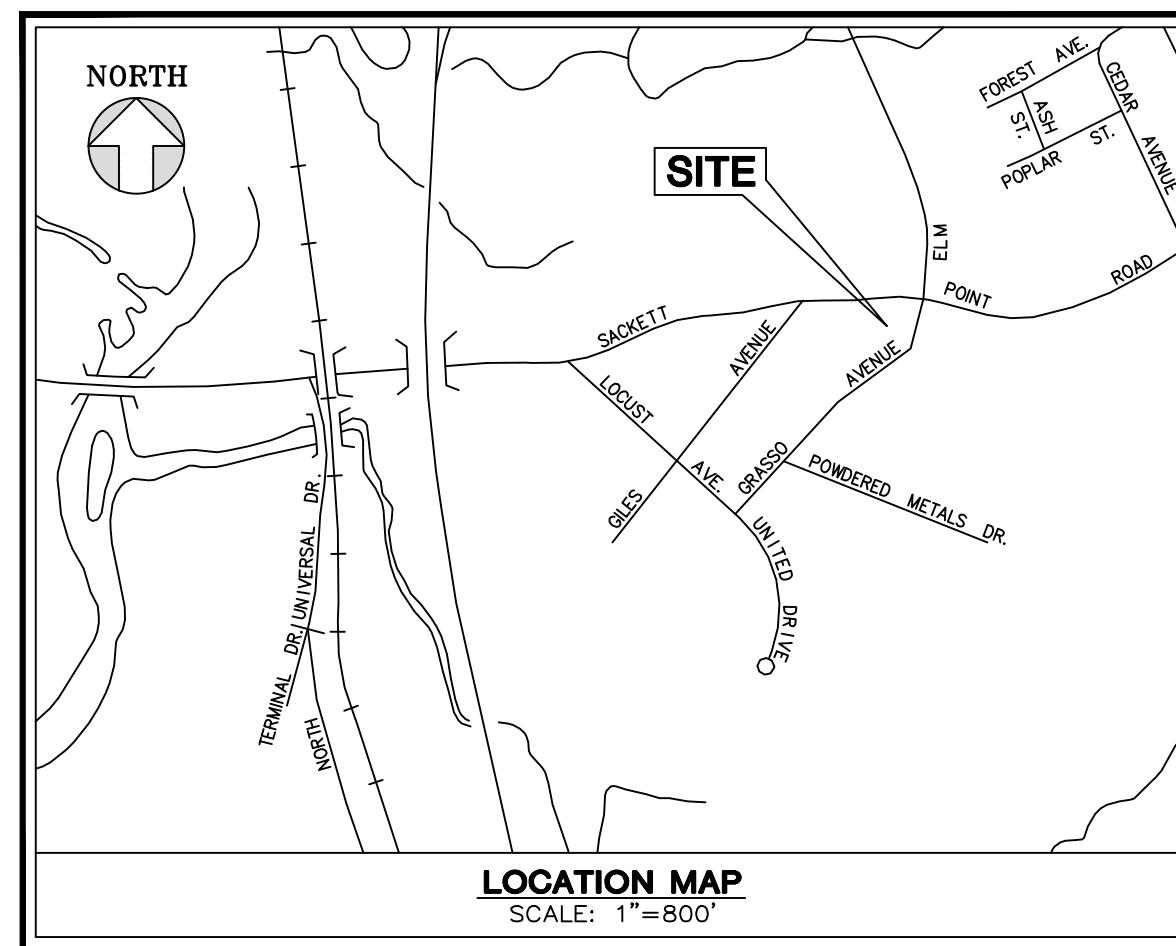 NORTH
FOREST AVE.
CEDAR AVENUE
ASH ST.
POPLAR ST.
SITE
ELM
SACKETT POINT ROAD
AVENUE
AVENUE
LOCUST AVE.
GRASSO
POWDERED METALS DR.
GILES
UNITED DRIVE
UNIVERSAL DR.
TERMINAL DR.
NORTH
LOCATION MAP
SCALE: 1"=800'